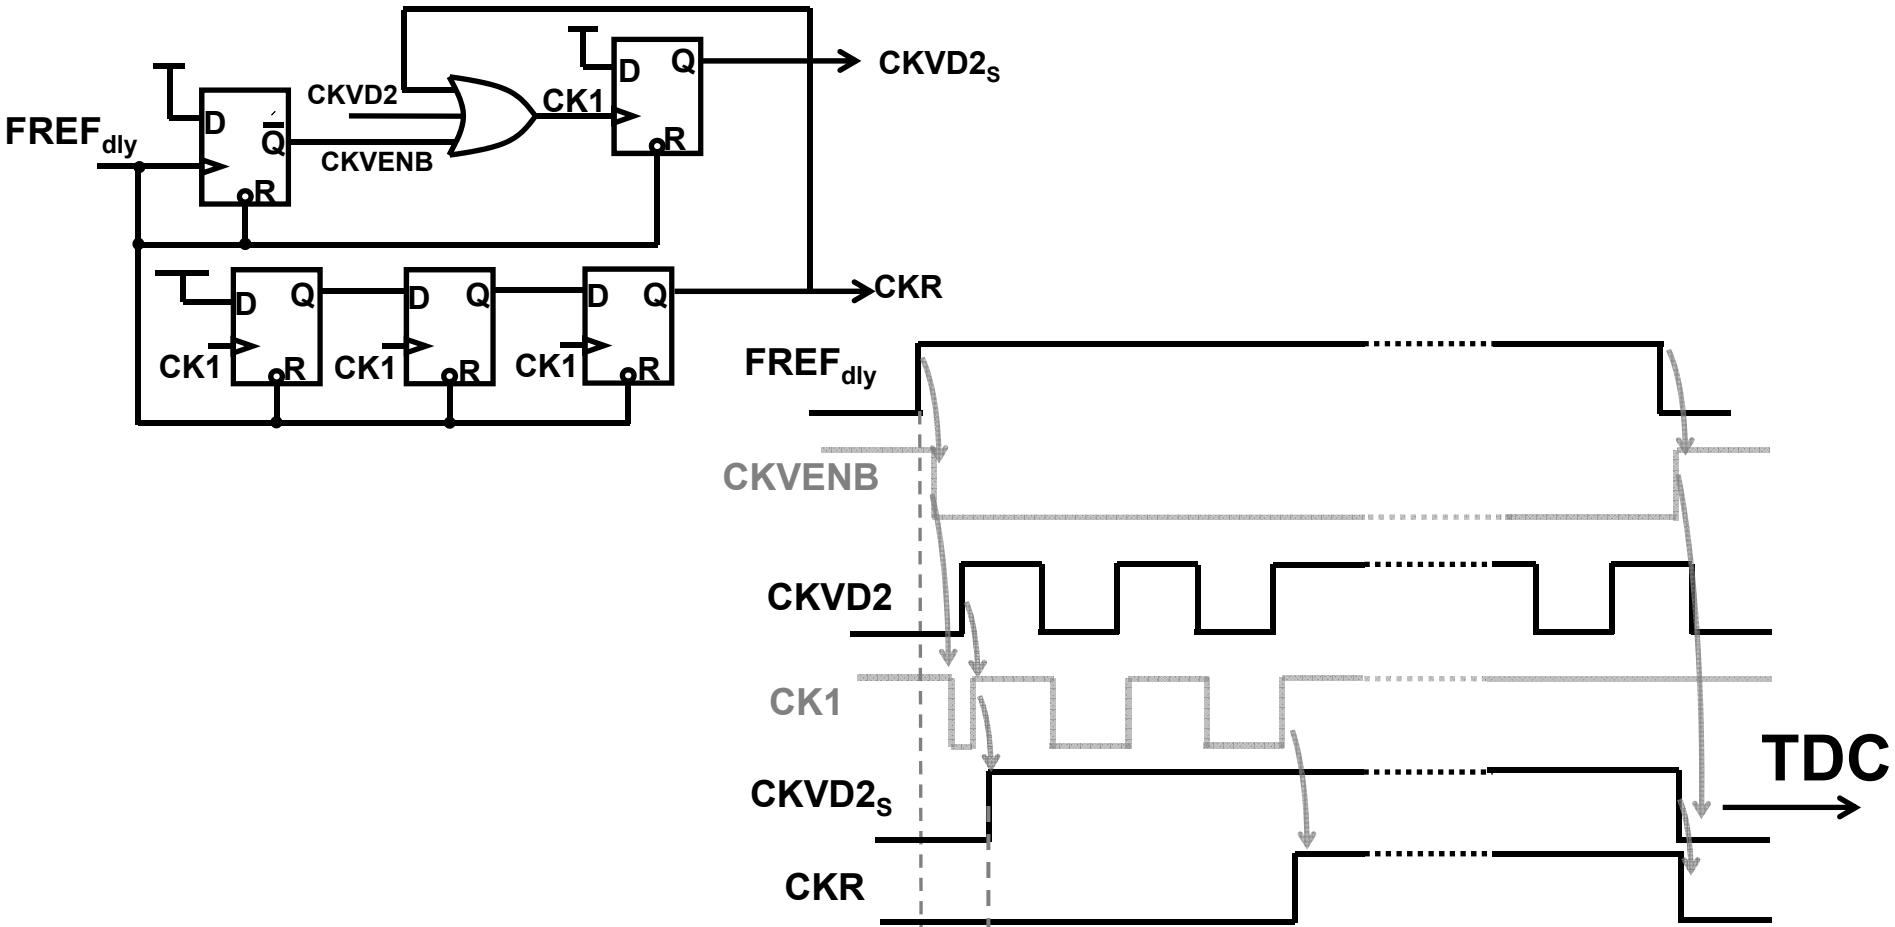 D Q CKVD2S
CKVD2 CK1
D Q R
FREFdly
CKVENB
R
D Q D Q D Q CKR
CK1 R CK1 R CK1 R
FREFdly
CKVENB
CKVD2
CK1
TDC
CKVD2S
CKR